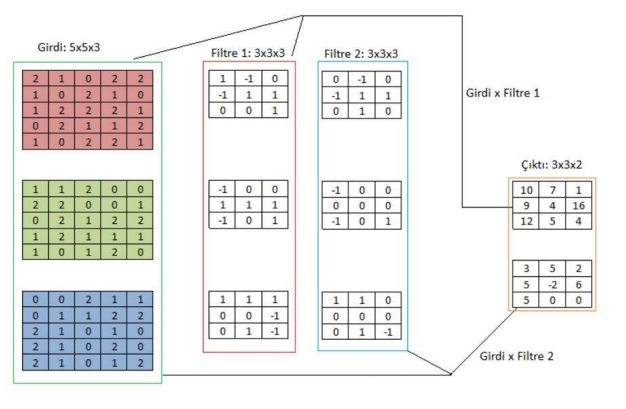 Girdi: 5x5x3
Filtre 1: 3x3x3
Filtre 2: 3x3x3
Girdi x Filtre 1
Çıktı: 3x3x2
Girdi x Filtre 2
2 1 0 2 2
1 0 2 1 0
1 2 2 2 1
0 2 1 1 2
1 0 2 2 1
1 1 2 0 0
2 2 0 0 1
0 2 1 2 2
1 2 1 1 1
1 0 1 2 0
0 0 2 1 1
0 1 1 2 2
2 1 0 1 0
2 1 0 2 0
2 1 0 1 2
1 -1 0
-1 1 1
0 0 1
-1 0 0
1 1 1
-1 0 1
1 1 1
0 0 -1
0 1 -1
0 -1 0
-1 1 1
0 1 0
-1 0 0
0 0 0
-1 0 1
1 1 0
0 0 0
0 1 -1
10 7 1
9 4 16
12 5 4
3 5 2
5 -2 6
5 0 0